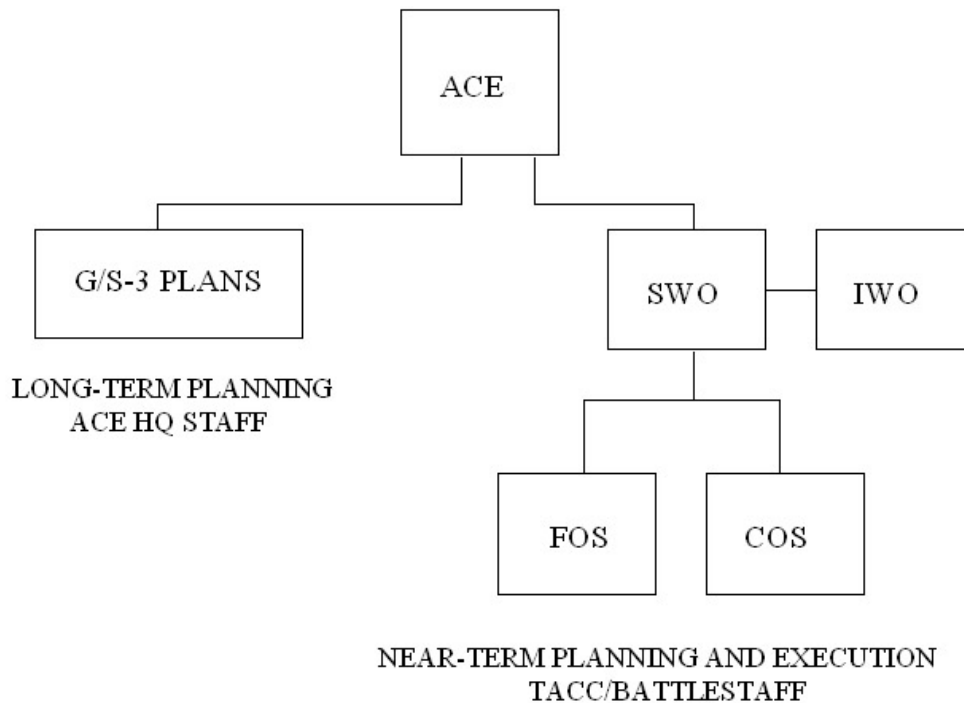 ACE
G/S-3 PLANS
SWO
IWO
LONG-TERM PLANNING
ACE HQ STAFF
FOS
COS
NEAR-TERM PLANNING AND EXECUTION
TACC/BATTLESTAFF